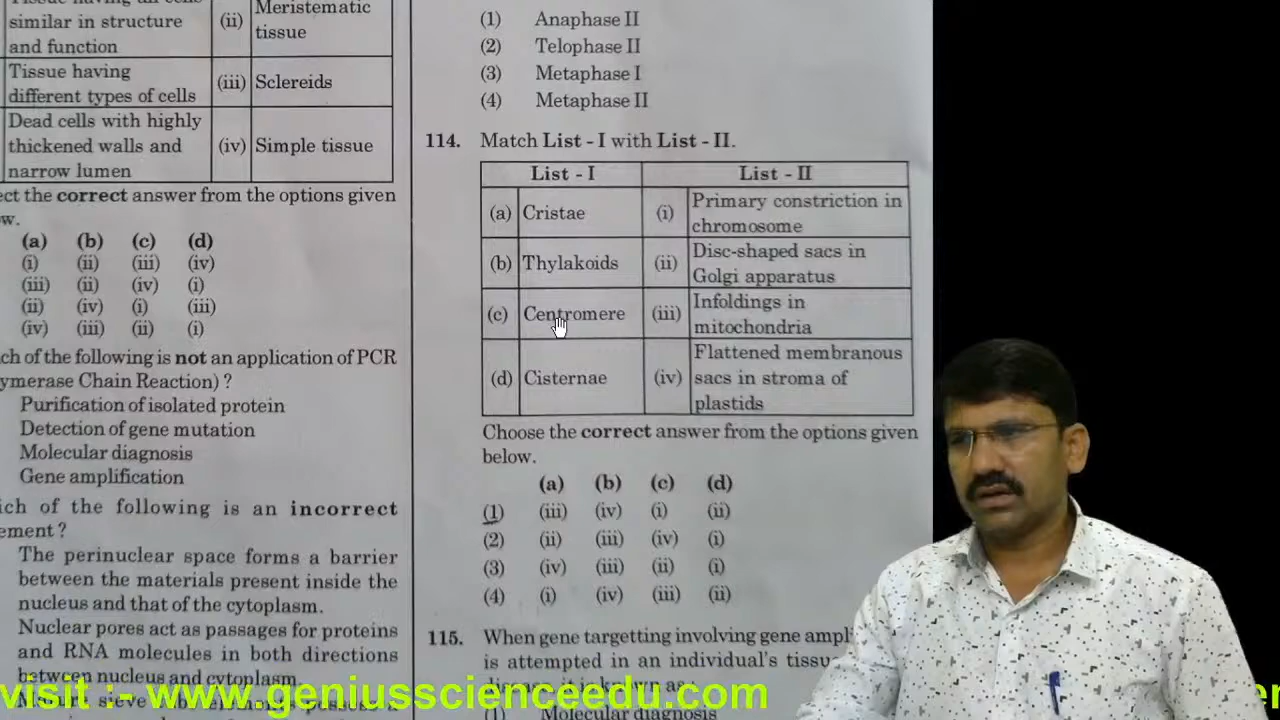 similar in structure
and function
(ii)
Meristematic
tissue
Tissue having
different types of cells
(iii)
Sclereids
Dead cells with highly
thickened walls and
narrow lumen
(iv)
Simple tissue
the correct answer from the options given
(a) (b) (c) (d)
(i) (ii) (iii) (iv)
(iii) (ii) (iv) (i)
(ii) (iv) (i) (iii)
(iv) (iii) (ii) (i)
of the following is not an application of PCR
Chain Reaction) ?
Purification of isolated protein
Detection of gene mutation
Molecular diagnosis
Gene amplification
of the following is an incorrect
The perinuclear space forms a barrier
between the materials present inside the
nucleus and that of the cytoplasm.
Nuclear pores act as passages for proteins
and RNA molecules in both directions
between nucleus and cytoplasm.
(1) Anaphase II
(2) Telophase II
(3) Metaphase I
(4) Metaphase II
114. Match List - I with List - II.
List - I List - II
(a) Cristae (i) Primary constriction in
chromosome
(b) Thylakoids (ii) Disc-shaped sacs in
Golgi apparatus
(c) Centromere (iii) Infoldings in
mitochondria
(d) Cisternae (iv) Flattened membranous
sacs in stroma of
plastids
Choose the correct answer from the options given
below.
(a) (b) (c) (d)
(1) (iii) (iv) (i) (ii)
(2) (ii) (iii) (iv) (i)
(3) (iv) (iii) (ii) (i)
(4) (i) (iv) (iii) (ii)
115. When gene targetting involving gene ampl
is attempted in an individual's tissu
(1) Molecular diagnosis
visit :- www.geniusscienceedu.com